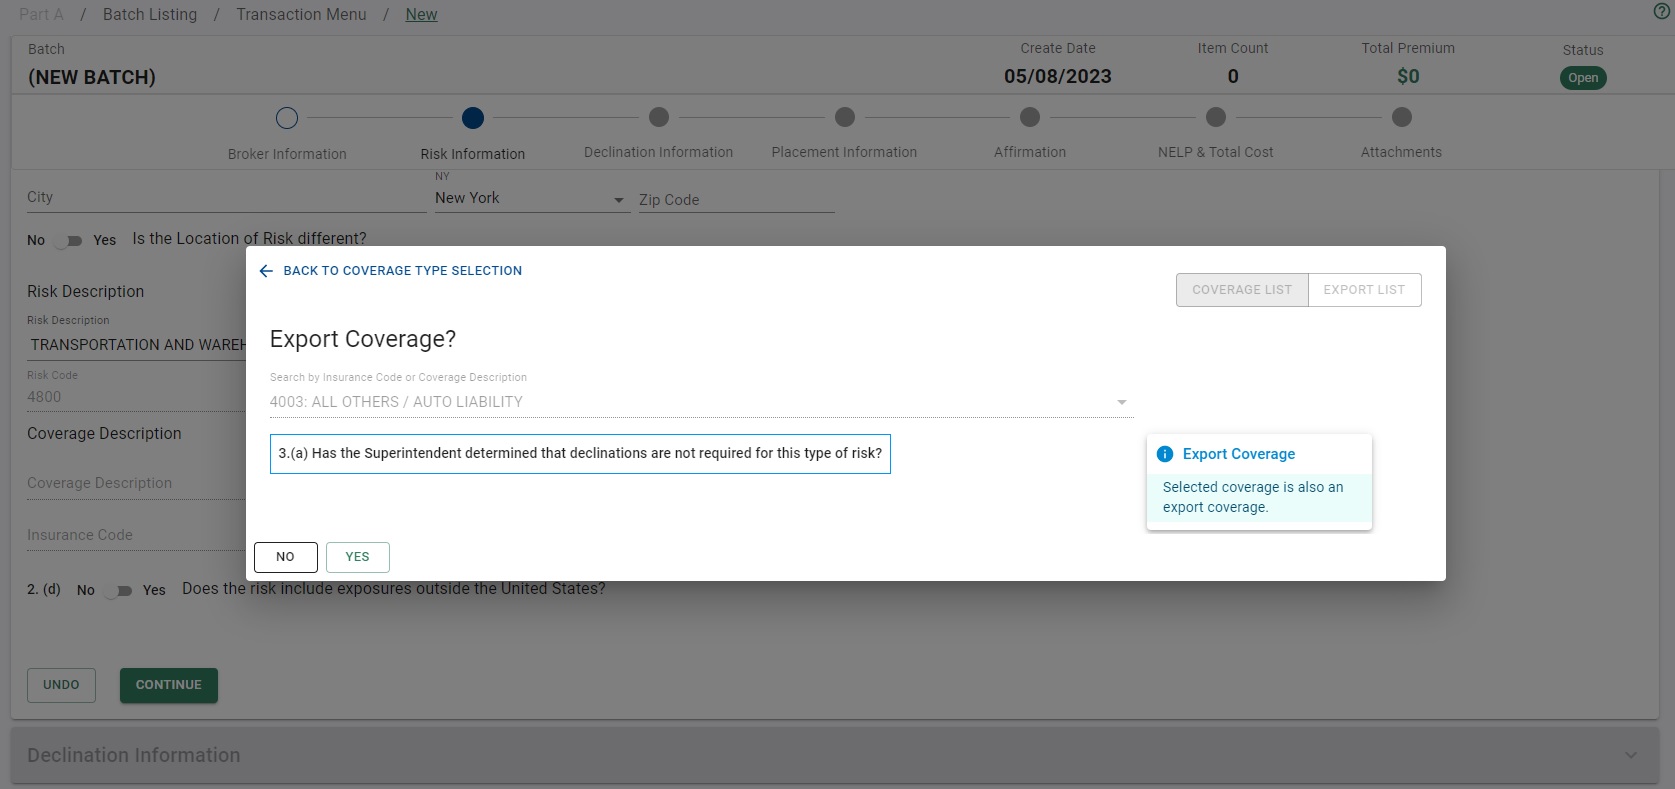 Part A / Batch Listing / Transaction Menu / New
Batch
(NEW BATCH)
Create Date
05/08/2023
Item Count
0
Total Premium
$0
Status
Open
Broker Information
Risk Information
Declination Information
Placement Information
Affirmation
NELP & Total Cost
Attachments
City
NY
New York
Zip Code
No Yes Is the Location of Risk different?
Risk Description
Risk Description
TRANSPORTATION AND WAREH
Risk Code
4800
Coverage Description
Coverage Description
Insurance Code
2. (d) No Yes Does the risk include exposures outside the United States?
UNDO
CONTINUE
Declination Information
BACK TO COVERAGE TYPE SELECTION
COVERAGE LIST
EXPORT LIST
Export Coverage?
Search by Insurance Code or Coverage Description
4003: ALL OTHERS / AUTO LIABILITY
3.(a) Has the Superintendent determined that declinations are not required for this type of risk?
Export Coverage
Selected coverage is also an
export coverage.
NO
YES